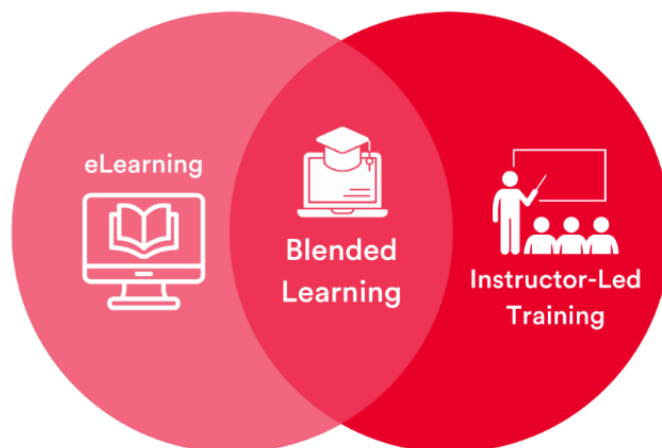 eLearning
Blended
Learning
Instructor-Led
Training